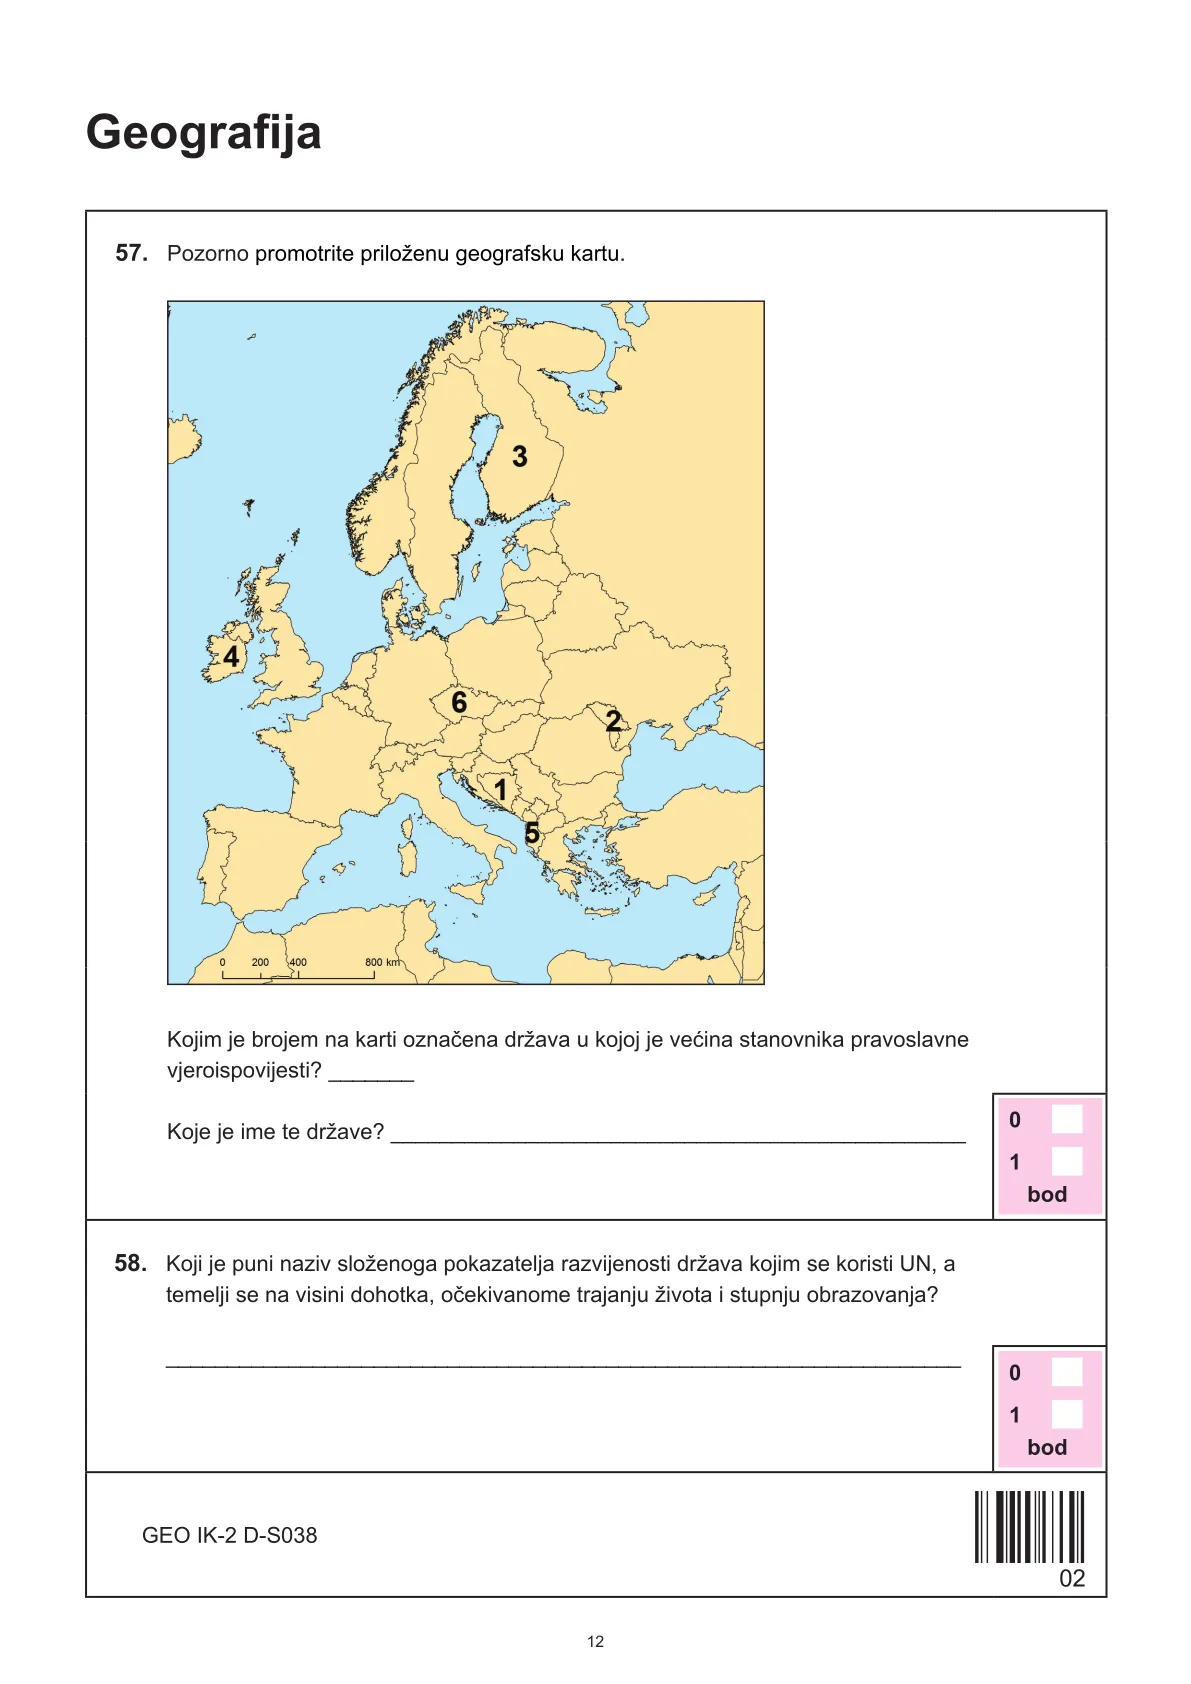 Geografija
57. Pozorno promotrite priloženu geografsku kartu.
3
4
6
2
1
5
0 200 400 800 km
Kojim je brojem na karti označena država u kojoj je većina stanovnika pravoslavne
vjeroispovijesti? _______
Koje je ime te države? _______________________________________________
0
1
bod
58. Koji je puni naziv složenoga pokazatelja razvijenosti država kojim se koristi UN, a
temelji se na visini dohotka, očekivanome trajanju života i stupnju obrazovanja?
_________________________________________________________________
0
1
bod
GEO IK-2 D-S038
02
12